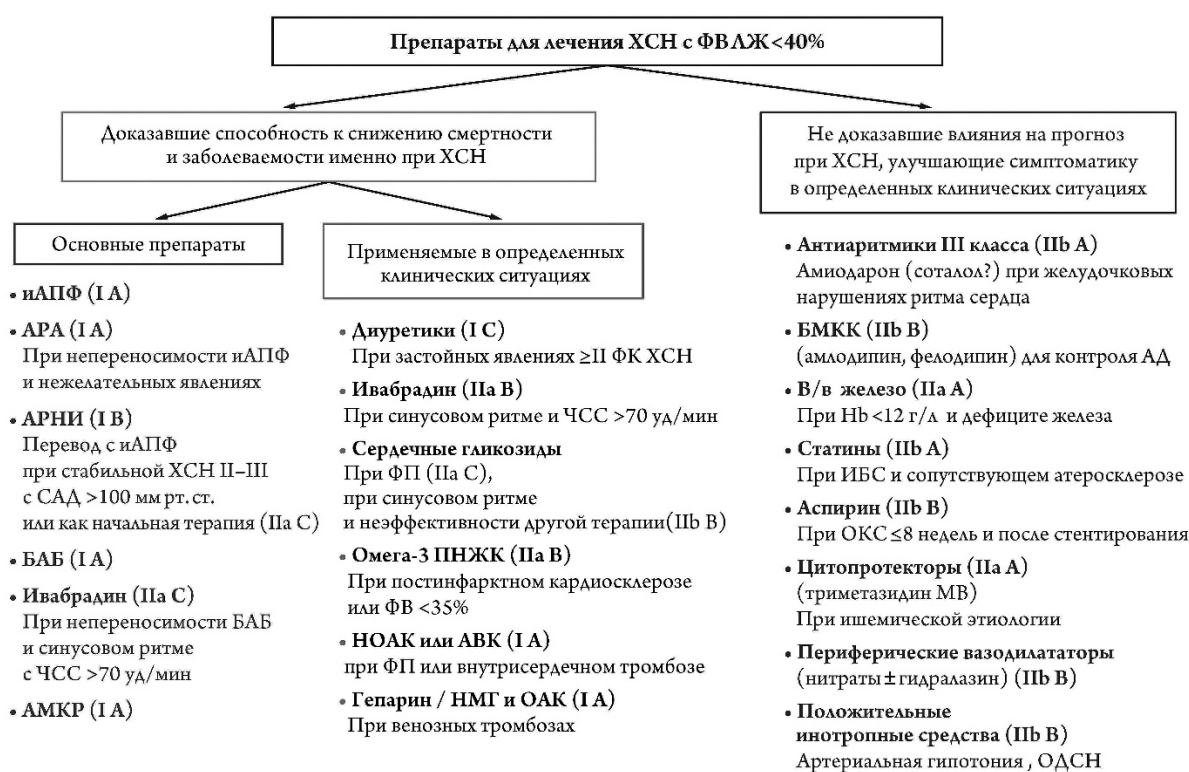 Препараты для лечения ХСН с ФВ ЛЖ <40%
Доказавшие способность к снижению смертности
и заболеваемости именно при ХСН
Не доказавшие влияния на прогноз
при ХСН, улучшающие симптоматику
в определенных клинических ситуациях
Основные препараты
• иАПФ (I A)
• АРА (I A)
При непереносимости иАПФ
и нежелательных явлениях
• АРНИ (I B)
Перевод с иАПФ
при стабильной ХСН II–III
с САД >100 мм рт. ст.
или как начальная терапия (IIa C)
• БАБ (I A)
• Ивабрадин (IIa C)
При непереносимости БАБ
и синусовом ритме
с ЧСС >70 уд/мин
• АМКР (I A)
Применяемые в определенных
клинических ситуациях
• Диуретики (I C)
При застойных явлениях ≥II ФК ХСН
• Ивабрадин (IIa B)
При синусовом ритме и ЧСС >70 уд/мин
• Сердечные гликозиды
При ФП (IIa C),
при синусовом ритме
и неэффективности другой терапии(IIb B)
• Омега-3 ПНЖК (IIa B)
При постинфарктном кардиосклерозе
или ФВ <35%
• НОАК или АВК (I A)
при ФП или внутрисердечном тромбозе
• Гепарин / НМГ и ОАК (I A)
При венозных тромбозах
• Антиаритмики III класса (IIb A)
Амиодарон (соталол?) при желудочковых
нарушениях ритма сердца
• БМКК (IIb B)
(амлодипин, фелодипин) для контроля АД
• В/в железо (IIa A)
При Hb <12 г/л и дефиците железа
• Статины (IIb A)
При ИБС и сопутствующем атеросклерозе
• Аспирин (IIb B)
При ОКС ≤8 недель и после стентирования
• Цитопротекторы (IIa A)
(триметазидин МВ)
При ишемической этиологии
• Периферические вазодилататоры
(нитраты ± гидралазин) (IIb B)
• Положительные
инотропные средства (IIb B)
Артериальная гипотония , ОДСН